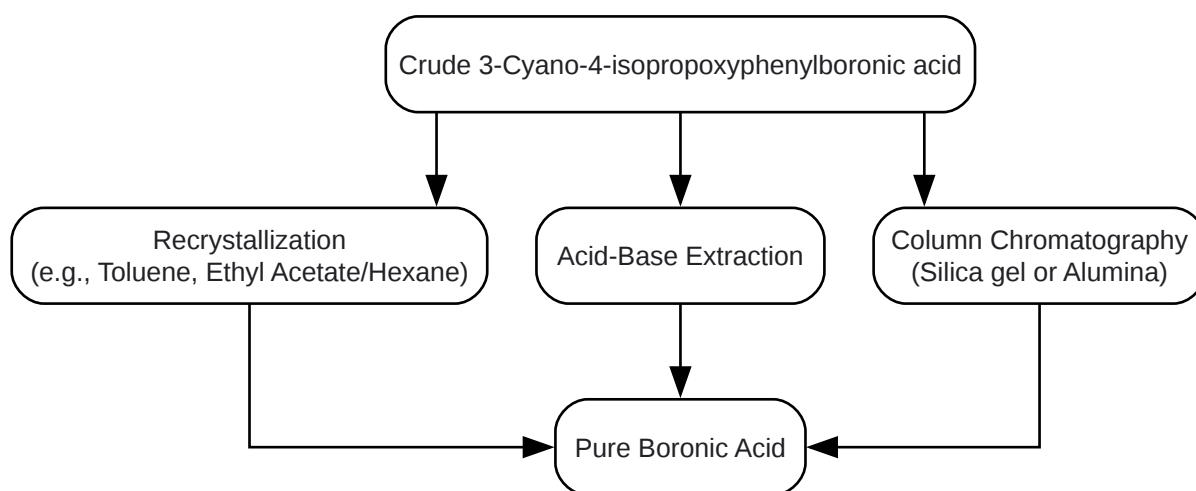 Crude 3-Cyano-4-isopropoxyphenylboronic acid
Recrystallization
(e.g., Toluene, Ethyl Acetate/Hexane)
Acid-Base Extraction
Column Chromatography
(Silica gel or Alumina)
Pure Boronic Acid